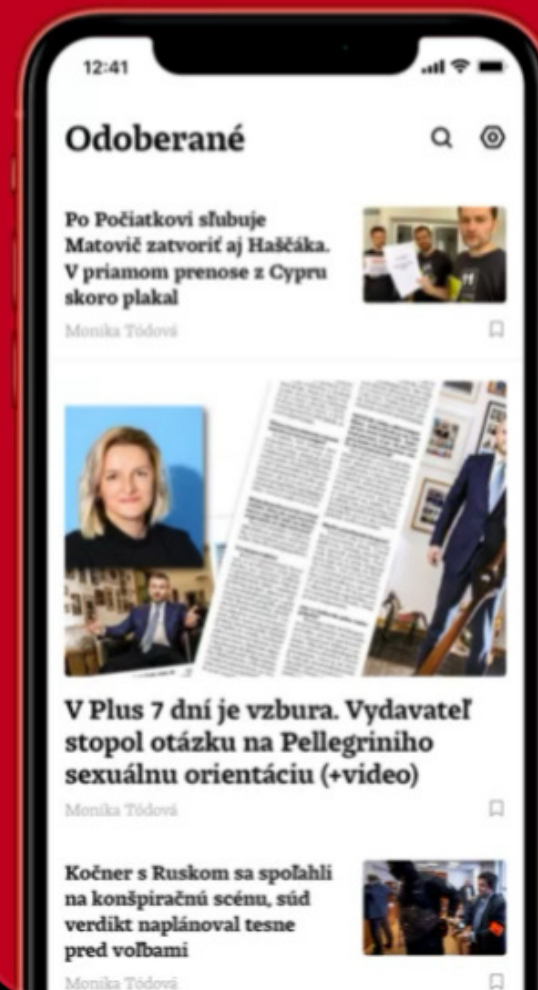 12:41
Odoberané
Po Počiatkovi sľubuje
Matovič zatvoriť aj Haščáka.
V priamom prenose z Cypru
skoro plakal
Monika Tódová
V Plus 7 dní je vzbura. Vydavateľ
stopol otázku na Pellegriniho
sexuálnu orientáciu (+video)
Monika Tódová
Kočner s Ruskom sa spoľahli
na konšpiračnú scénu, súd
verdikt naplánoval tesne
pred voľbami
Monika Tódová